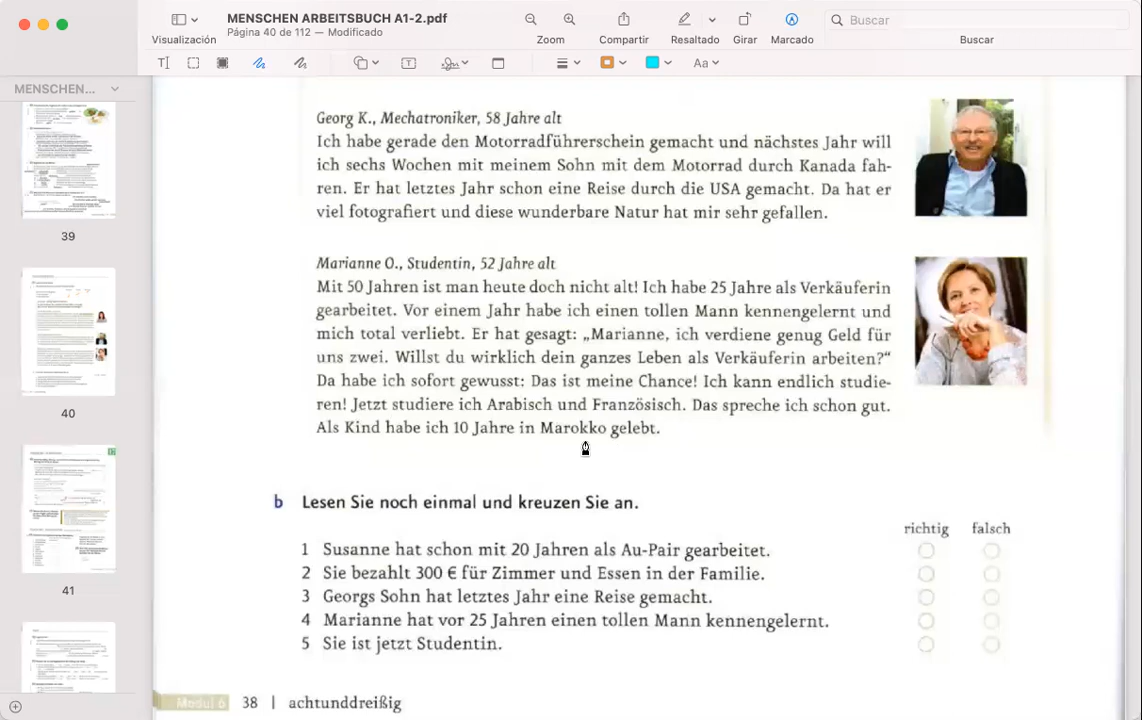 MENSCHEN ARBEITSBUCH A1-2.pdf
Página 40 de 112 — Modificado
Visualización
Zoom
Compartir
Resaltado
Girar
Marcado
Buscar
Buscar
Aa
MENSCHEN...
39
40
41
Georg K., Mechatroniker, 58 Jahre alt
Ich habe gerade den Motorradführerschein gemacht und nächstes Jahr will
ich sechs Wochen mit meinem Sohn mit dem Motorrad durch Kanada fah-
ren. Er hat letztes Jahr schon eine Reise durch die USA gemacht. Da hat er
viel fotografiert und diese wunderbare Natur hat mir sehr gefallen.
Marianne O., Studentin, 52 Jahre alt
Mit 50 Jahren ist man heute doch nicht alt! Ich habe 25 Jahre als Verkäuferin
gearbeitet. Vor einem Jahr habe ich einen tollen Mann kennengelernt und
mich total verliebt. Er hat gesagt: „Marianne, ich verdiene genug Geld für
uns zwei. Willst du wirklich dein ganzes Leben als Verkäuferin arbeiten?“
Da habe ich sofort gewusst: Das ist meine Chance! Ich kann endlich studie-
ren! Jetzt studiere ich Arabisch und Französisch. Das spreche ich schon gut.
Als Kind habe ich 10 Jahre in Marokko gelebt.
b Lesen Sie noch einmal und kreuzen Sie an.
richtig falsch
1 Susanne hat schon mit 20 Jahren als Au-Pair gearbeitet.
2 Sie bezahlt 300 € für Zimmer und Essen in der Familie.
3 Georgs Sohn hat letztes Jahr eine Reise gemacht.
4 Marianne hat vor 25 Jahren einen tollen Mann kennengelernt.
5 Sie ist jetzt Studentin.
Modul 6 38 | achtunddreißig